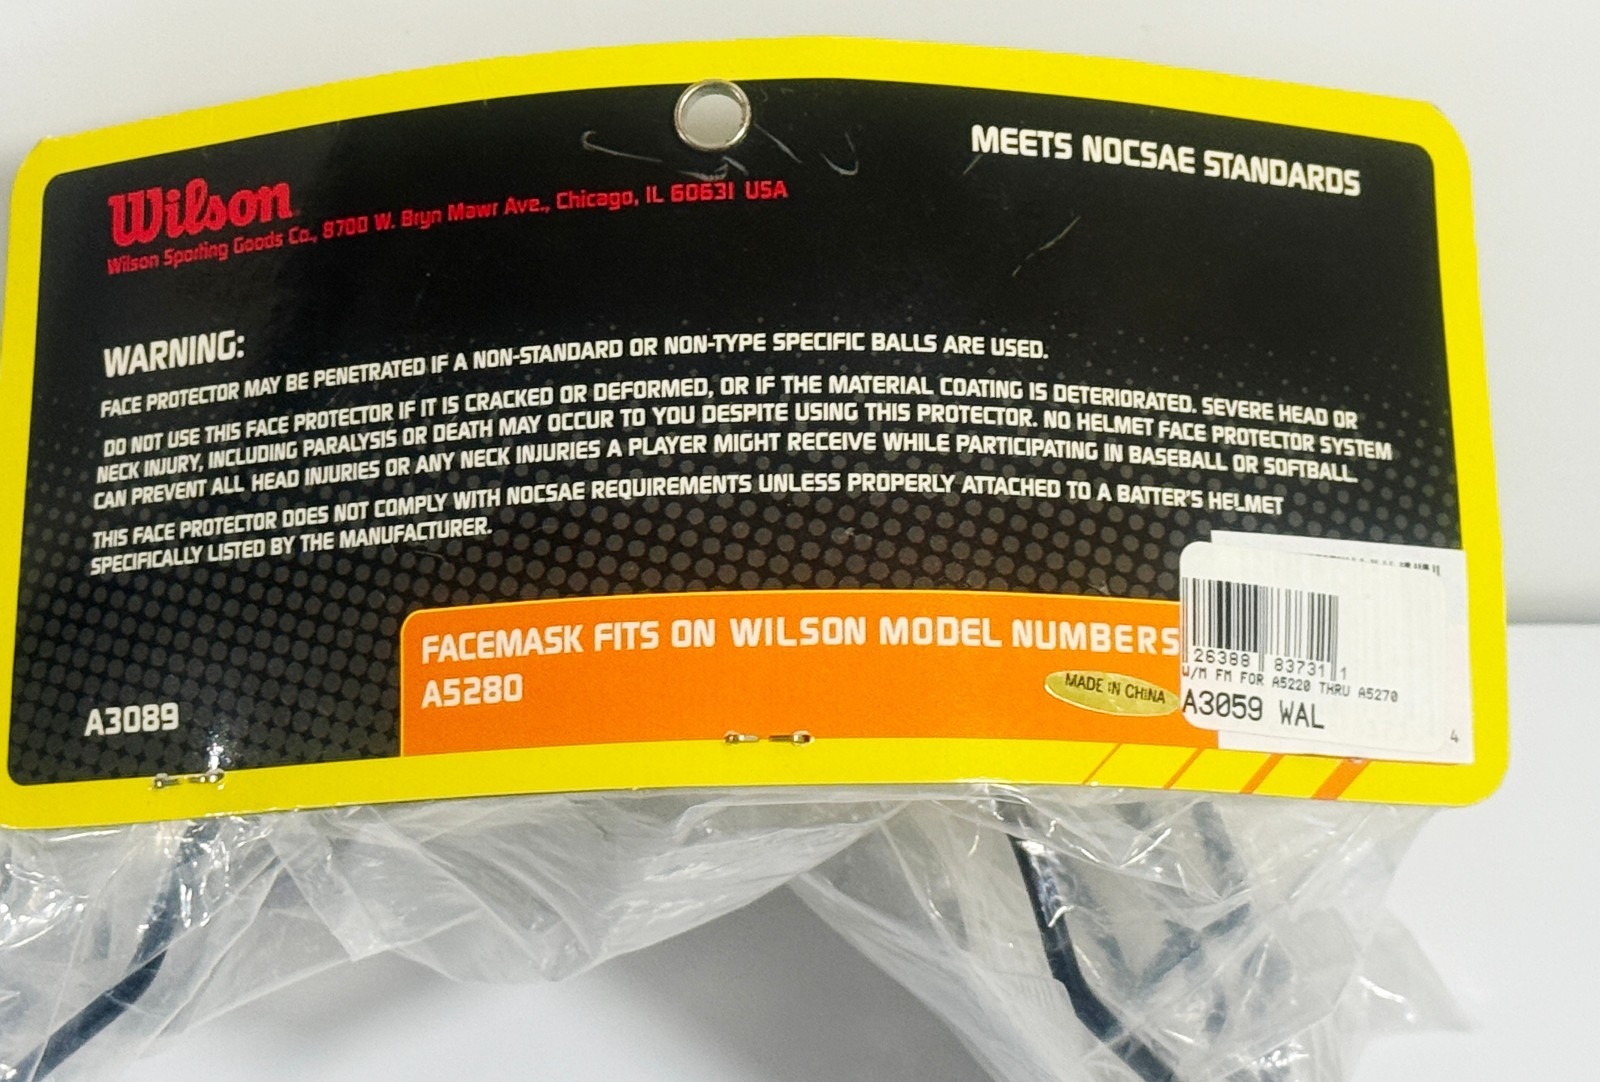 MEETS NOCSAE STANDARDS
Wilson
Wilson Sporting Goods Co., 8700 W. Bryn Mawr Ave., Chicago, IL 60631 USA
WARNING:
FACE PROTECTOR MAY BE PENETRATED IF A NON-STANDARD OR NON-TYPE SPECIFIC BALLS ARE USED.
DO NOT USE THIS FACE PROTECTOR IF IT IS CRACKED OR DEFORMED, OR IF THE MATERIAL COATING IS DETERIORATED. SEVERE HEAD OR
NECK INJURY, INCLUDING PARALYSIS OR DEATH MAY OCCUR TO YOU DESPITE USING THIS PROTECTOR. NO HELMET FACE PROTECTOR SYSTEM
CAN PREVENT ALL HEAD INJURIES OR ANY NECK INJURIES A PLAYER MIGHT RECEIVE WHILE PARTICIPATING IN BASEBALL OR SOFTBALL.
THIS FACE PROTECTOR DOES NOT COMPLY WITH NOCSAE REQUIREMENTS UNLESS PROPERLY ATTACHED TO A BATTER'S HELMET
SPECIFICALLY LISTED BY THE MANUFACTURER.
FACEMASK FITS ON WILSON MODEL NUMBERS
A5280
MADE IN CHINA
A3089
26388 83731 1
W/M FM FOR A5220 THRU A5270
A3059 WAL
4